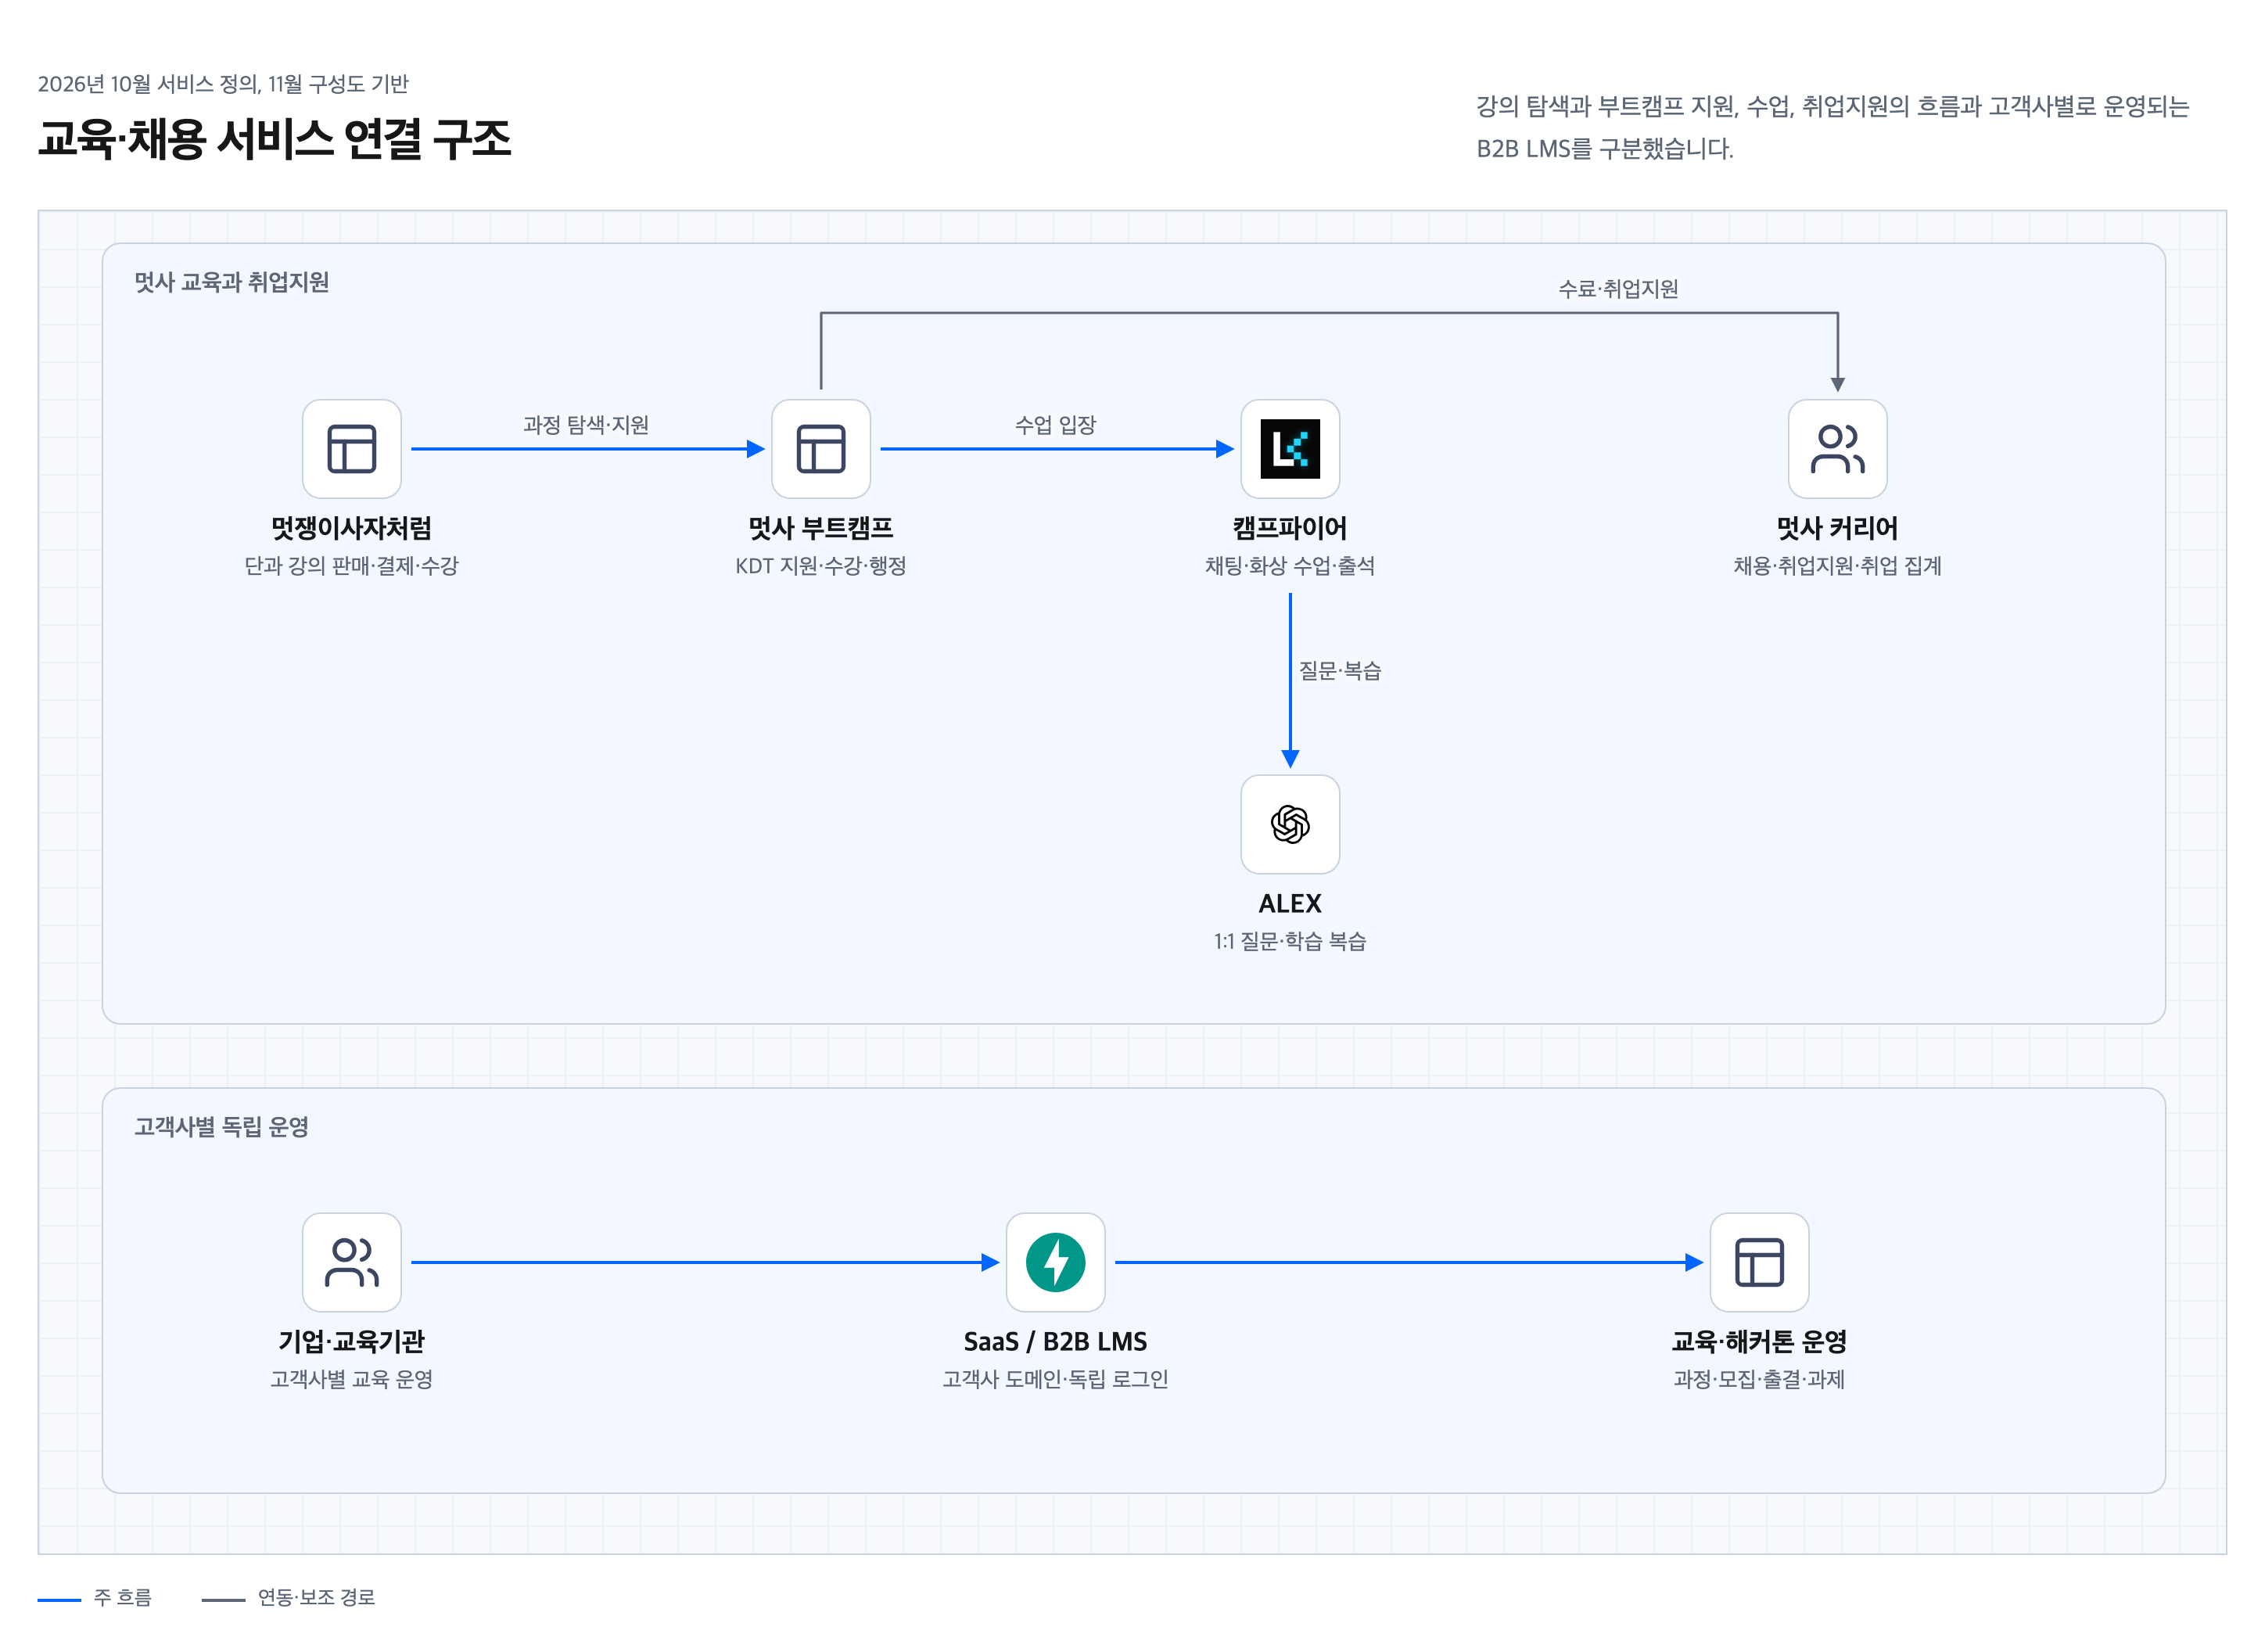 2026년 10월 서비스 정의, 11월 구성도 기반
교육·채용 서비스 연결 구조
강의 탐색과 부트캠프 지원, 수업, 취업지원의 흐름과 고객사별로 운영되는
B2B LMS를 구분했습니다.
멋사 교육과 취업지원
수료·취업지원
과정 탐색·지원
수업 입장
멋쟁이사자처럼
단과 강의 판매·결제·수강
멋사 부트캠프
KDT 지원·수강·행정
캠프파이어
채팅·화상 수업·출석
멋사 커리어
채용·취업지원·취업 집계
질문·복습
ALEX
1:1 질문·학습 복습
고객사별 독립 운영
기업·교육기관
고객사별 교육 운영
SaaS / B2B LMS
고객사 도메인·독립 로그인
교육·해커톤 운영
과정·모집·출결·과제
주 흐름
연동·보조 경로